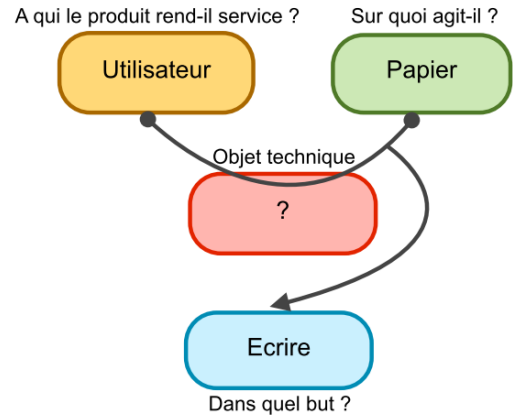 A qui le produit rend-il service ?
Sur quoi agit-il ?
Utilisateur
Papier
Objet technique
?
Ecrire
Dans quel but ?